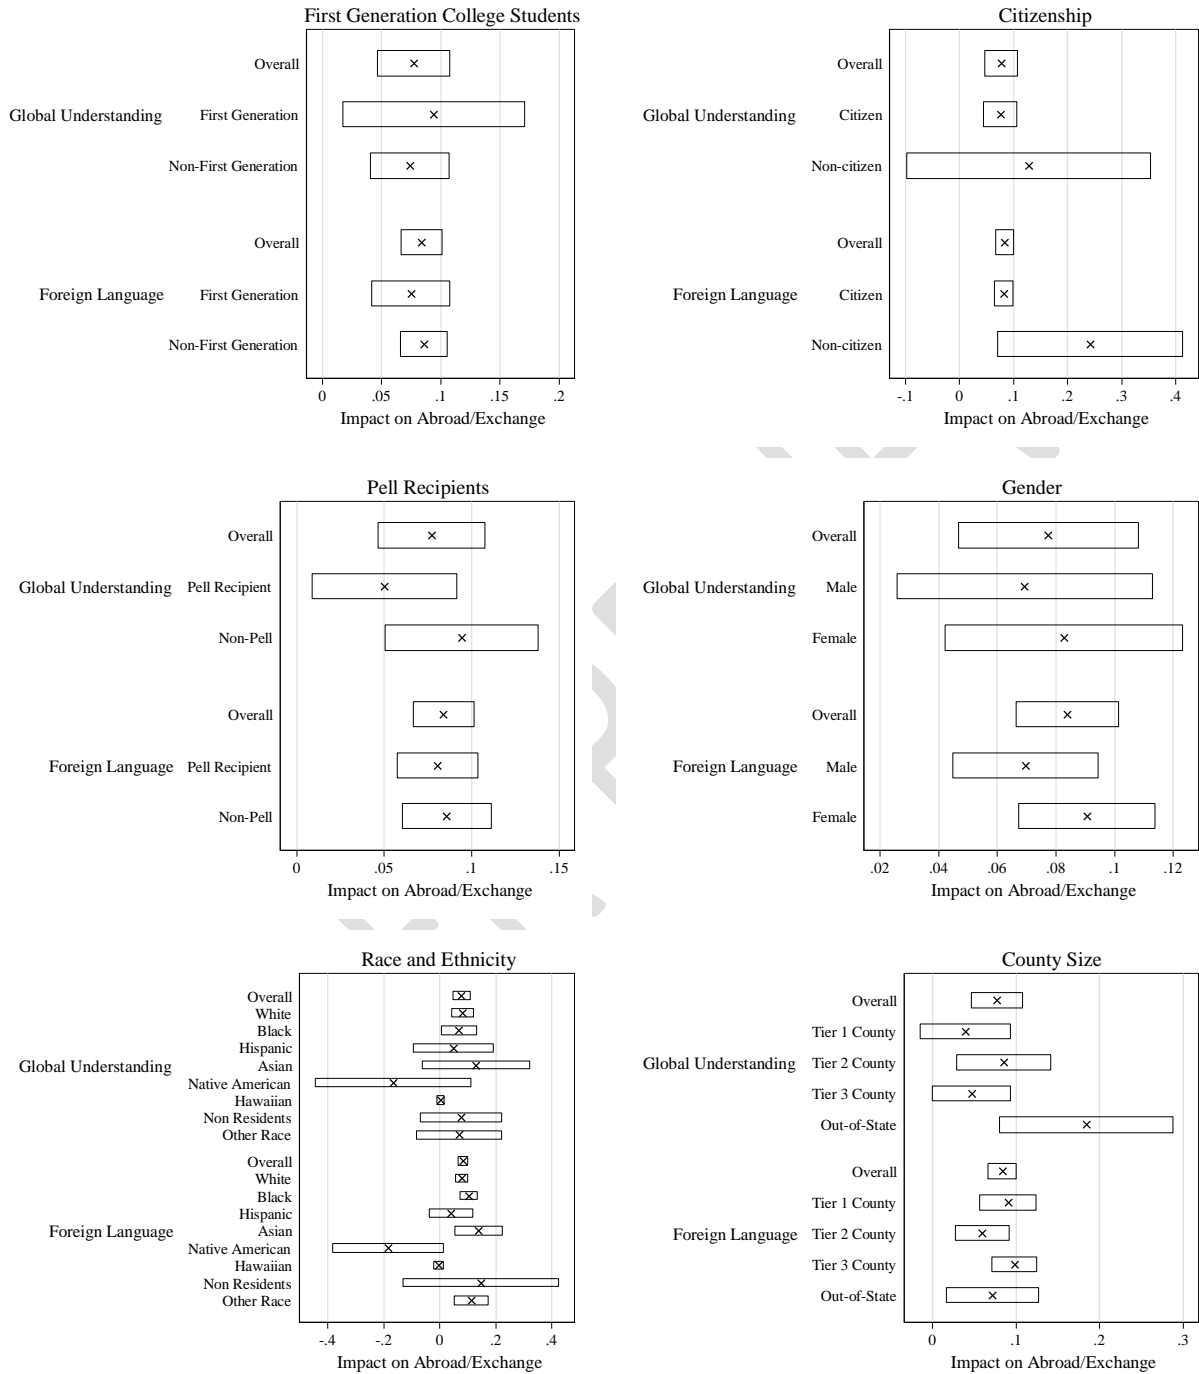 First Generation College Students
Overall
Global Understanding First Generation
Non-First Generation
Overall
Foreign Language First Generation
Non-First Generation
0 .05 .1 .15 .2
Impact on Abroad/Exchange
Citizenship
Overall
Global Understanding Citizen
Non-citizen
Overall
Foreign Language Citizen
Non-citizen
-.1 0 .1 .2 .3 .4
Impact on Abroad/Exchange
Pell Recipients
Overall
Global Understanding Pell Recipient
Non-Pell
Overall
Foreign Language Pell Recipient
Non-Pell
0 .05 .1 .15
Impact on Abroad/Exchange
Gender
Overall
Global Understanding Male
Female
Overall
Foreign Language Male
Female
.02 .04 .06 .08 .1 .12
Impact on Abroad/Exchange
Race and Ethnicity
Overall
White
Black
Hispanic
Global Understanding Asian
Native American
Hawaiian
Non Residents
Other Race
Overall
White
Black
Hispanic
Foreign Language Asian
Native American
Hawaiian
Non Residents
Other Race
-.4 -.2 0 .2 .4
Impact on Abroad/Exchange
County Size
Overall
Tier 1 County
Global Understanding Tier 2 County
Tier 3 County
Out-of-State
Overall
Tier 1 County
Foreign Language Tier 2 County
Tier 3 County
Out-of-State
0 .1 .2 .3
Impact on Abroad/Exchange